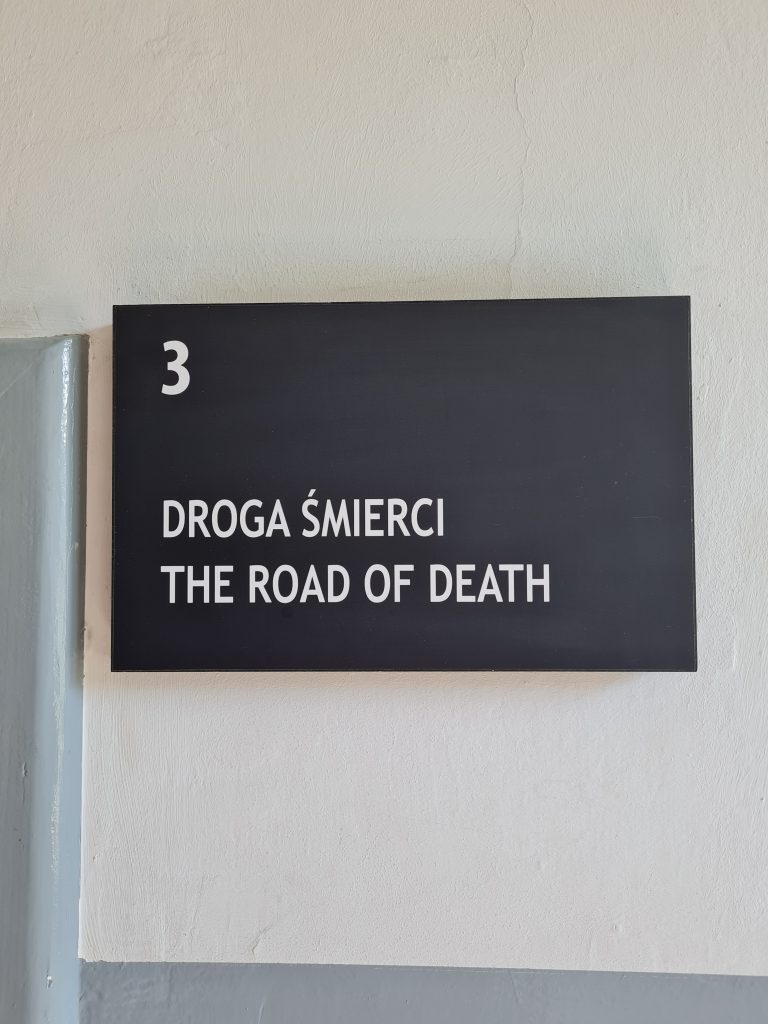 3
DROGA ŚMIERCI
THE ROAD OF DEATH